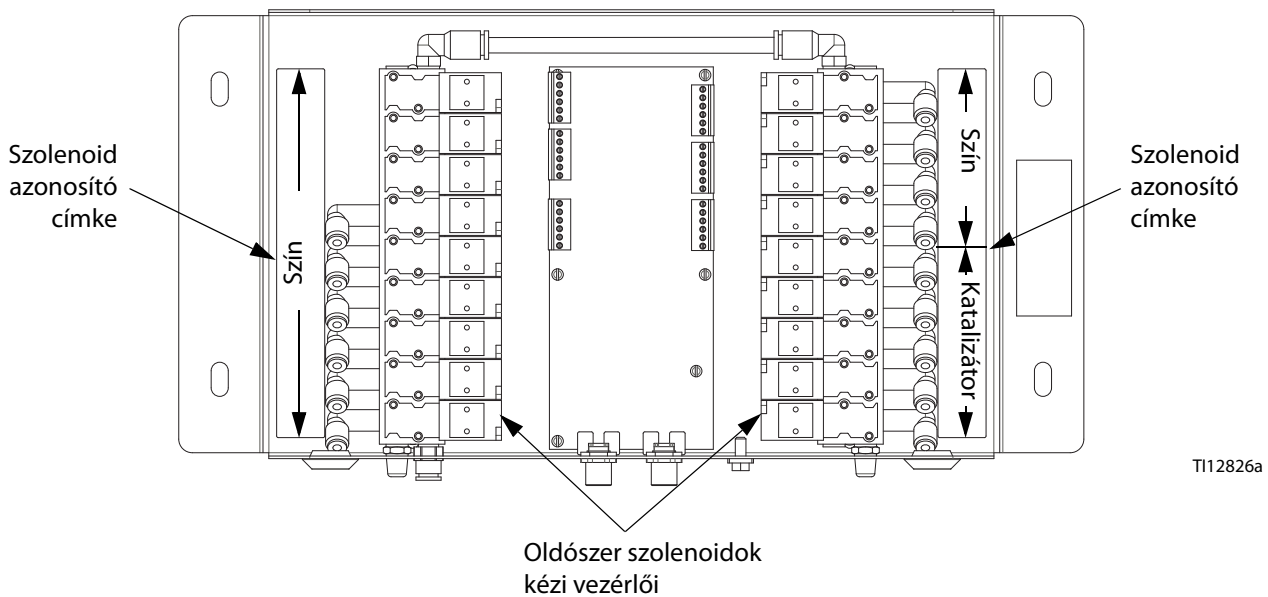 Szolenoid
azonosító
címke
Szín
Szín
Katalizátor
Szolenoid
azonosító
címke
TI12826a
Oldószer szolenoidok
kézi vezérlői